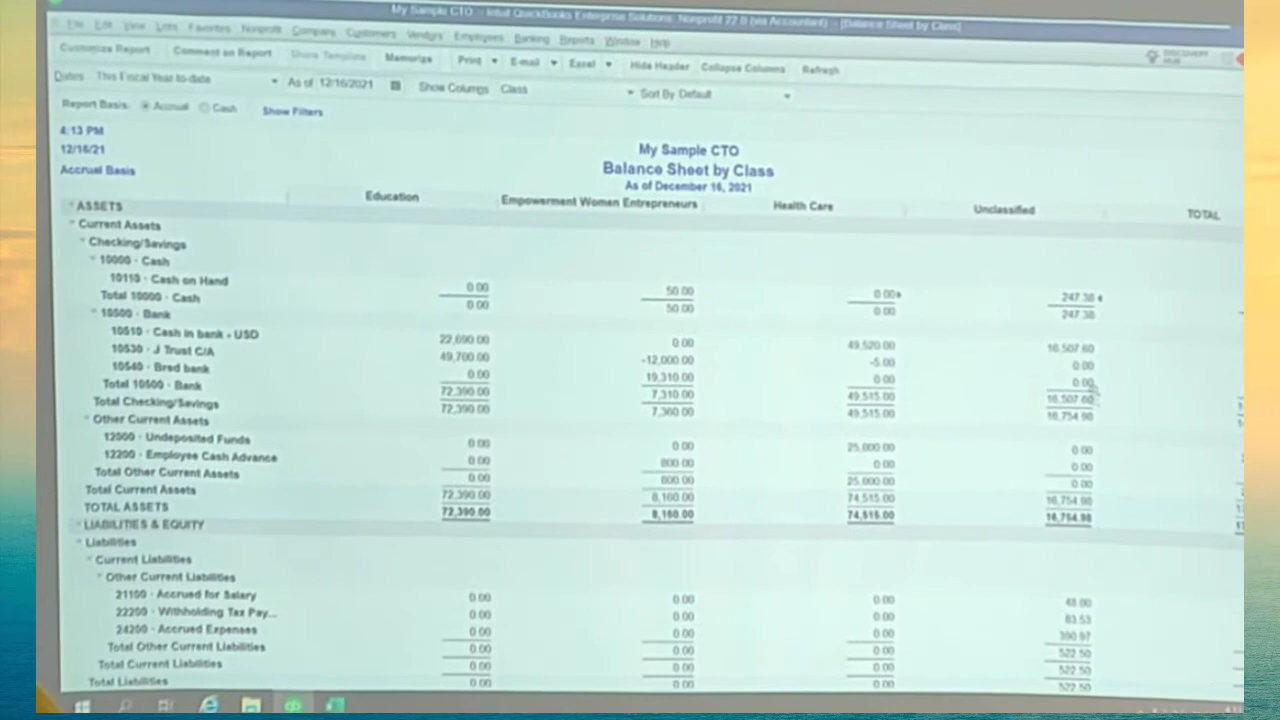 My Sample CTO - Intuit QuickBooks Enterprise Solutions: Nonprofit 22.0 (via Accountant) - [Balance Sheet by Class]
File Edit View Lists Favorites Nonprofit Company Customers Vendors Employees Banking Reports Window Help
Customize Report Comment on Report Share Template Memorize Print E-mail Excel Hide Header Collapse Columns Refresh
DISCOVERY HUB
Dates This Fiscal Year-to-date As of 12/16/2021 Show Columns Class Sort By Default
Report Basis: Accrual Cash Show Filters
4:13 PM
12/16/21
Accrual Basis
My Sample CTO
Balance Sheet by Class
As of December 16, 2021
Education Empowerment Women Entrepreneurs Health Care Unclassified TOTAL
ASSETS
Current Assets
Checking/Savings
10000 · Cash
10110 · Cash on Hand 0.00 50.00 0.00 247.38
Total 10000 · Cash 0.00 50.00 0.00 247.38
10500 · Bank
10510 · Cash in bank - USD 22,690.00 0.00 49,520.00 16,507.60
10530 · J Trust C/A 49,700.00 -12,000.00 -5.00 0.00
10540 · Bred bank 0.00 19,310.00 0.00 0.00
Total 10500 · Bank 72,390.00 7,310.00 49,515.00 16,507.60
Total Checking/Savings 72,390.00 7,360.00 49,515.00 16,754.98
Other Current Assets
12000 · Undeposited Funds 0.00 0.00 25,000.00 0.00
12200 · Employee Cash Advance 0.00 800.00 0.00 0.00
Total Other Current Assets 0.00 800.00 25,000.00 0.00
Total Current Assets 72,390.00 8,160.00 74,515.00 16,754.98
TOTAL ASSETS 72,390.00 8,160.00 74,515.00 16,754.98
LIABILITIES & EQUITY
Liabilities
Current Liabilities
Other Current Liabilities
21100 · Accrued for Salary 0.00 0.00 0.00 48.00
22200 · Withholding Tax Pay... 0.00 0.00 0.00 83.53
24200 · Accrued Expenses 0.00 0.00 0.00 390.97
Total Other Current Liabilities 0.00 0.00 0.00 522.50
Total Current Liabilities 0.00 0.00 0.00 522.50
Total Liabilities 0.00 0.00 0.00 522.50